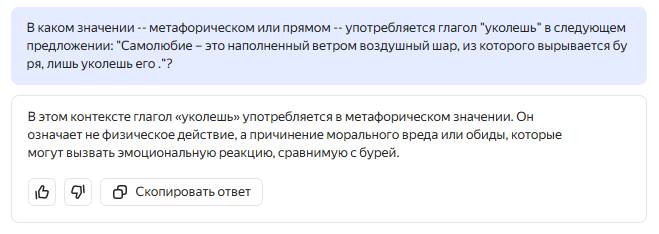 В каком значении -- метафорическом или прямом -- употребляется глагол "уколешь" в следующем
предложении: "Самолюбие – это наполненный ветром воздушный шар, из которого вырывается бу
ря, лишь уколешь его ."?
В этом контексте глагол «уколешь» употребляется в метафорическом значении. Он
означает не физическое действие, а причинение морального вреда или обиды, которые
могут вызвать эмоциональную реакцию, сравнимую с бурей.
Скопировать ответ